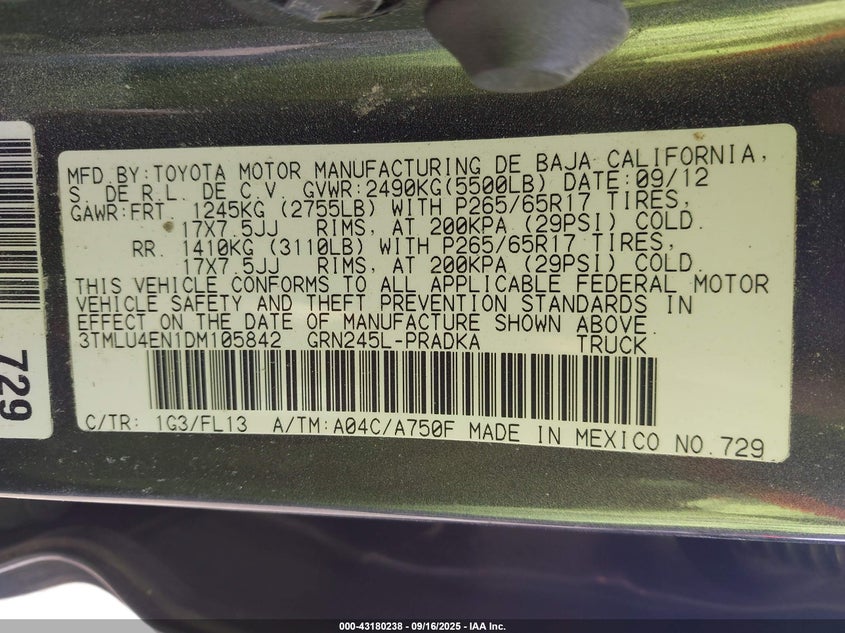 MFD.BY:TOYOTA MOTOR MANUFACTURING DE BAJA CALIFORNIA,
S. DE R.L. DE C.V. GVWR:2490KG(5500LB) DATE:09/12
GAWR:FRT. 1245KG (2755LB) WITH P265/65R17 TIRES,
17X7.5JJ RIMS, AT 200KPA (29PSI) COLD.
RR. 1410KG (3110LB) WITH P265/65R17 TIRES,
17X7.5JJ RIMS, AT 200KPA (29PSI) COLD.
THIS VEHICLE CONFORMS TO ALL APPLICABLE FEDERAL MOTOR
VEHICLE SAFETY AND THEFT PREVENTION STANDARDS IN
EFFECT ON THE DATE OF MANUFACTURE SHOWN ABOVE.
3TMLU4EN1DM105842 GRN245L-PRADKA TRUCK
C/TR: 1G3/FL13 A/TM:A04C/A750F MADE IN MEXICO NO.729
729
000-43180238 - 09/16/2025 - IAA Inc.